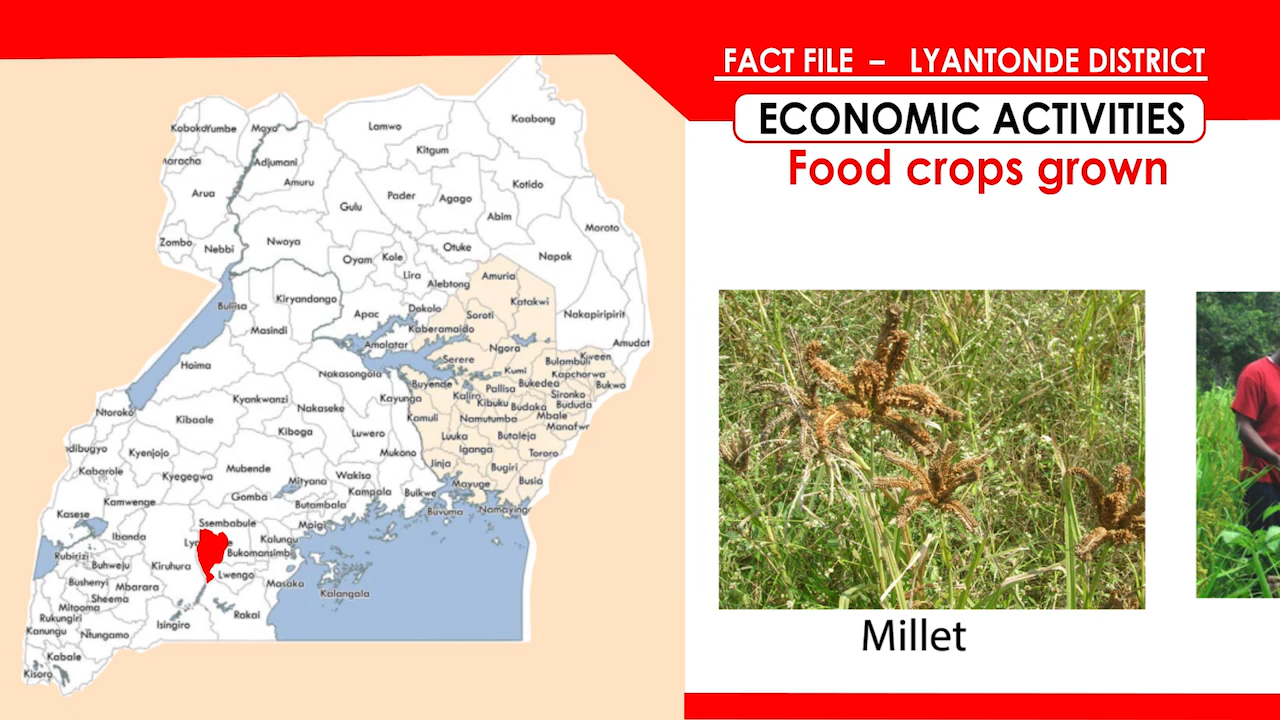 FACT FILE – LYANTONDE DISTRICT
ECONOMIC ACTIVITIES
Food crops grown
Millet
Kaabong
Koboko
Yumbe
Moyo
Lamwo
Kitgum
Adjumani
Amuru
Arua
Kotido
Pader
Agago
Gulu
Abim
Moroto
Zombo
Nebbi
Nwoya
Otuke
Oyam
Kole
Napak
Lira
Alebtong
Amuria
Buliisa
Kiryandongo
Katakwi
Dokolo
Apac
Soroti
Nakapiripirit
Masindi
Kaberamaido
Amolatar
Ngora
Amudat
Serere
Bulambuli
Kween
Hoima
Nakasongola
Kumi
Kapchorwa
Buyende
Pallisa
Bukedea
Bukwo
Kyankwanzi
Kayunga
Kaliro
Sironko
Ntoroko
Nakaseke
Kibuku
Budaka
Bududa
Kibaale
Kamuli
Namutumba
Mbale
Manafwr
Kiboga
Luwero
Luuka
Butaleja
Kyenjojo
Mukono
Iganga
Tororo
ndibugyo
Kabarole
Kyegegwa
Mubende
Jinja
Bugiri
Mityana
Wakiso
Mayuge
Busia
Kamwenge
Gomba
Kampala
Buikwe
Butambala
Buvuma
Namayingo
Kasese
Ssembabule
Mpigi
Ibanda
Ly
e
Kalungu
Rubirizi
Bukomansimbi
Buhweju
Kiruhura
Lwengo
Bushenyi
Mbarara
Masaka
Kalangala
Sheema
Mitooma
Rukungiri
Rakai
Isingiro
Kanungu
Ntungamo
Kabale
Kisoro